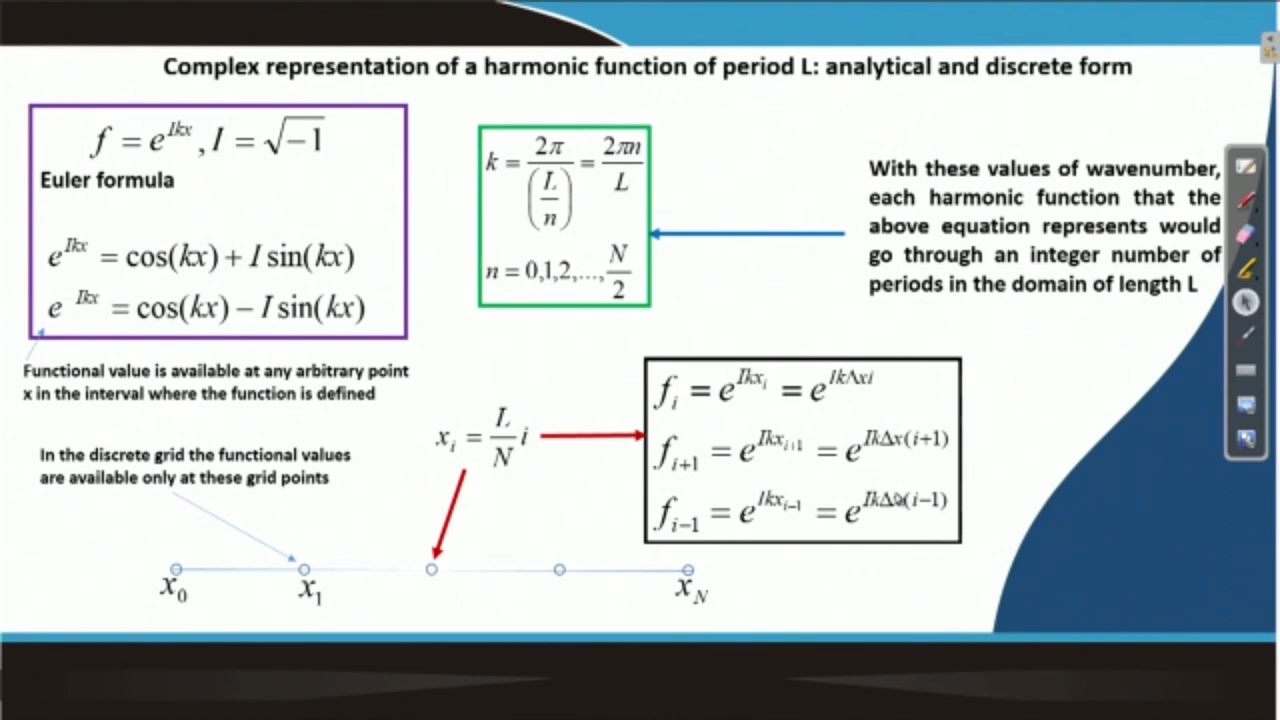 Complex representation of a harmonic function of period L: analytical and discrete form
f = e^{Ikx}, I = √−1
Euler formula
e^{Ikx} = cos(kx) + I sin(kx)
e^{Ikx} = cos(kx) − I sin(kx)
Functional value is available at any arbitrary point
x in the interval where the function is defined
In the discrete grid the functional values
are available only at these grid points
k = 2π/(L/n) = 2πn/L
n = 0,1,2,...,N/2
With these values of wavenumber,
each harmonic function that the
above equation represents would
go through an integer number of
periods in the domain of length L
x_i = L/N i
f_i = e^{Ikx_i} = e^{IkΔxi}
f_{i+1} = e^{Ikx_{i+1}} = e^{IkΔx(i+1)}
f_{i−1} = e^{Ikx_{i−1}} = e^{IkΔx(i−1)}
x_0 x_1 x_N